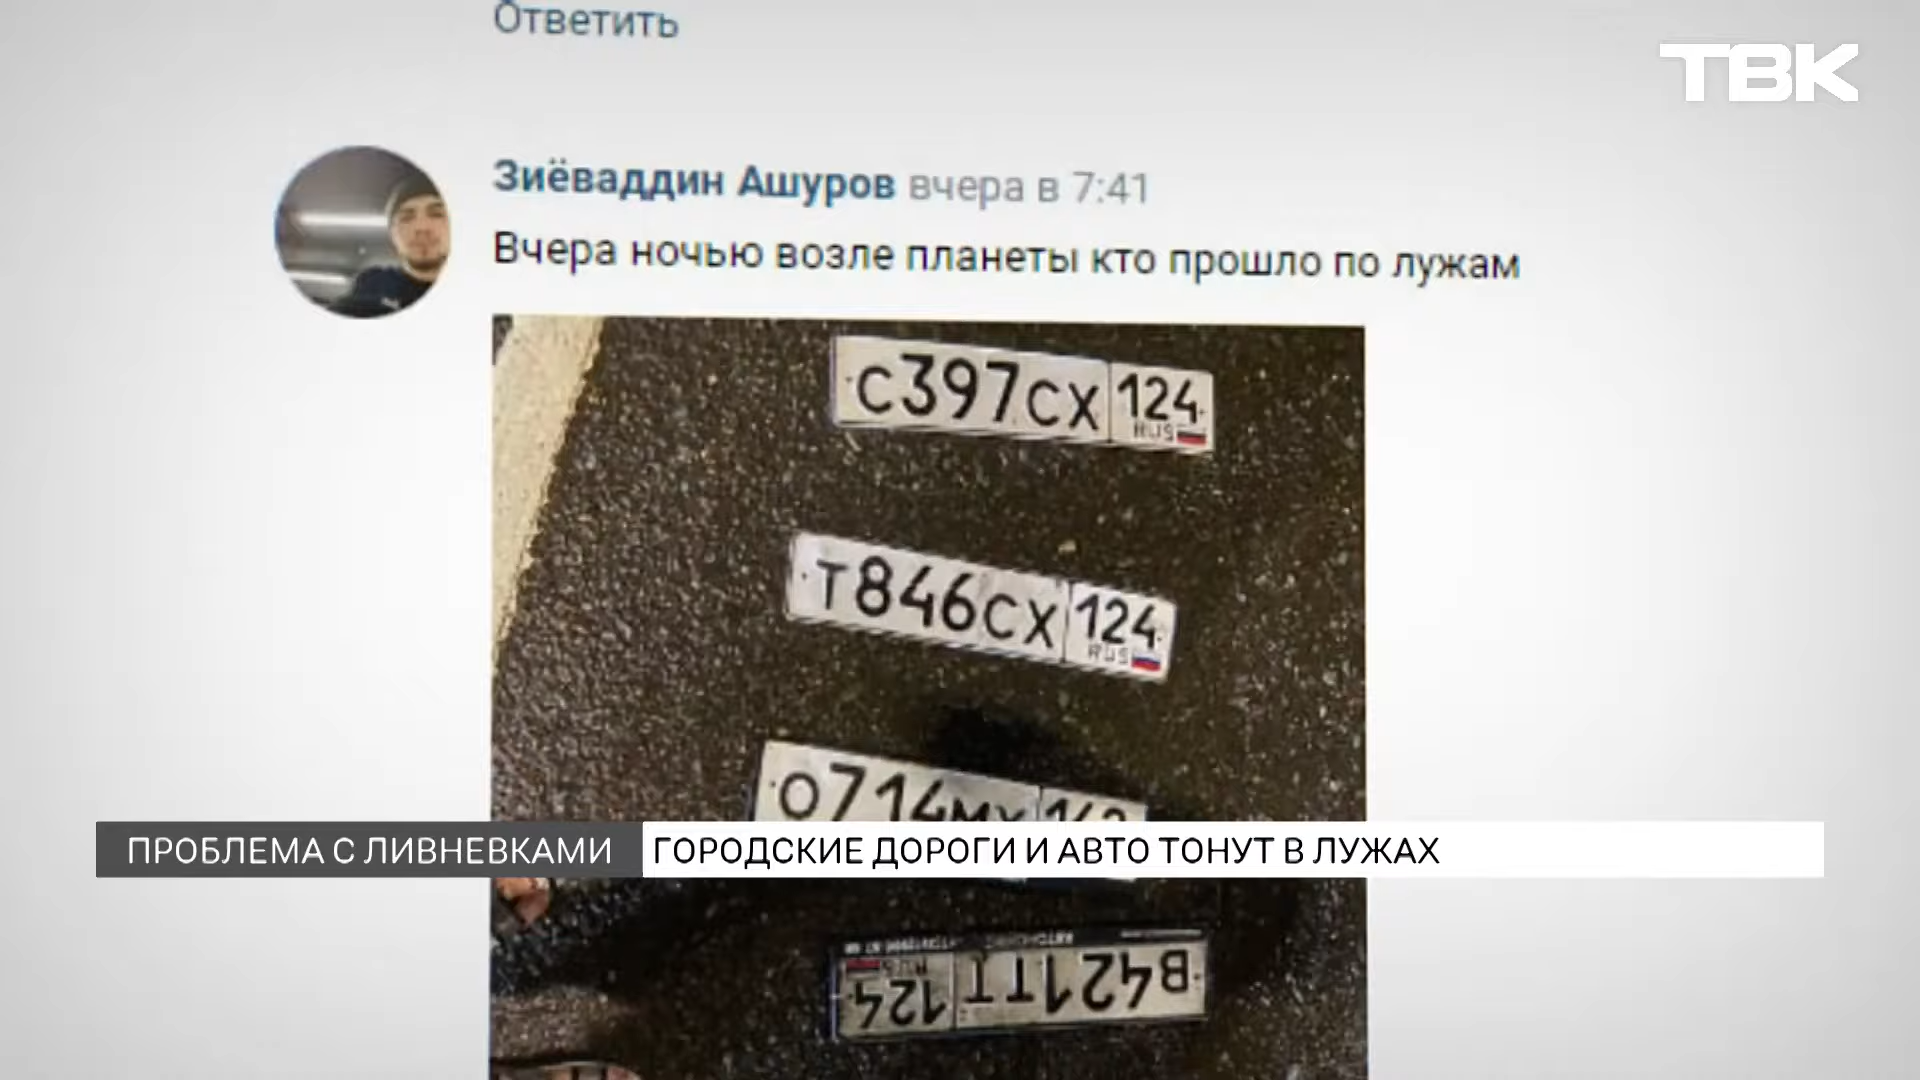 Ответить
ТВК
Зиёваддин Ашуров вчера в 7:41
Вчера ночью возле планеты кто прошло по лужам
С397СХ 124
RUS
Т846СХ 124
RUS
О714МХ
ПРОБЛЕМА С ЛИВНЕВКАМИ ГОРОДСКИЕ ДОРОГИ И АВТО ТОНУТ В ЛУЖАХ
В421ТТ 124
RUS